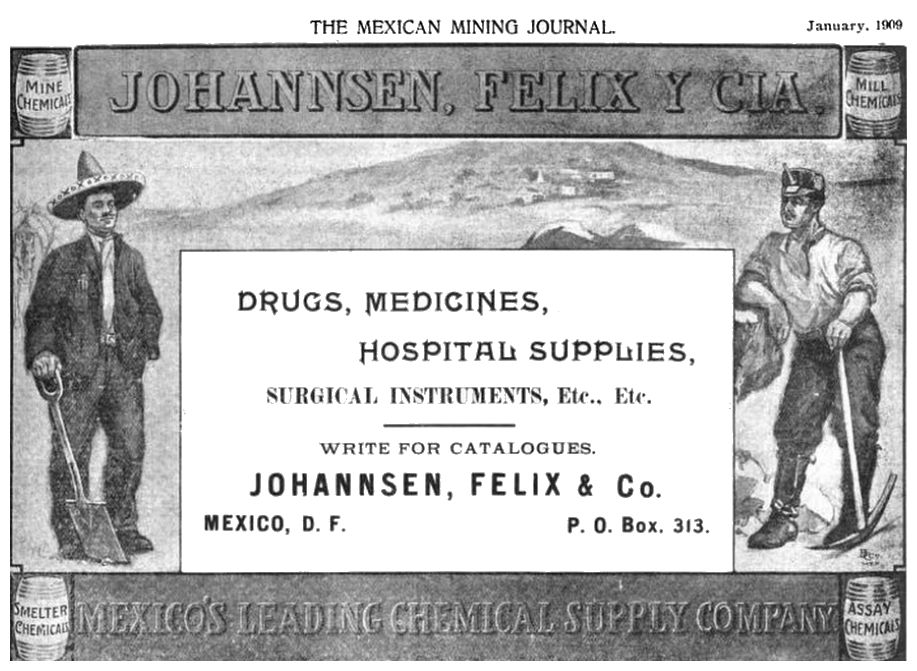 THE MEXICAN MINING JOURNAL.
January, 1909
MINE
CHEMICALS
JOHANNSEN, FELIX Y CIA.
MILL
CHEMICALS
DRUGS, MEDICINES,
HOSPITAL SUPPLIES,
SURGICAL INSTRUMENTS, Etc., Etc.
WRITE FOR CATALOGUES.
JOHANNSEN, FELIX & Co.
MEXICO, D. F.
P. O. Box. 313.
SMELTER
CHEMICALS
MEXICO'S LEADING CHEMICAL SUPPLY COMPANY
ASSAY
CHEMICALS